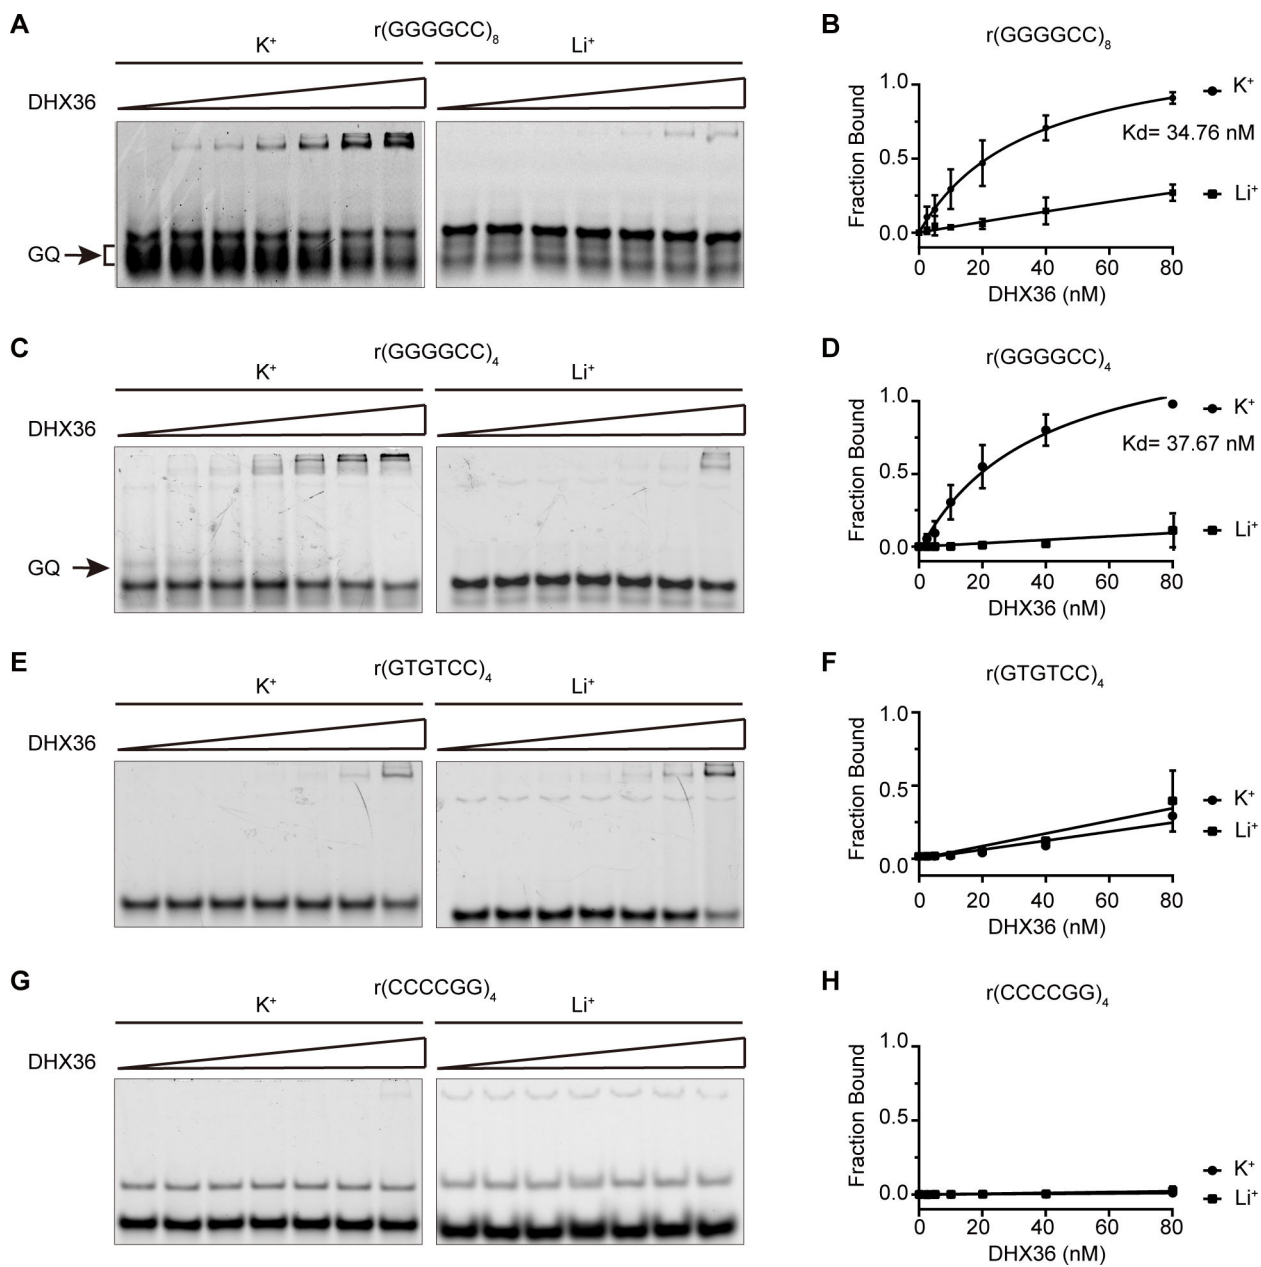 A
r(GGGGCC)₈
K⁺ Li⁺
DHX36
GQ
B
r(GGGGCC)₈
1.0
0.5
0.0
Fraction Bound
K⁺
Kd= 34.76 nM
Li⁺
0 20 40 60 80
DHX36 (nM)
C
r(GGGGCC)₄
K⁺ Li⁺
DHX36
GQ
D
r(GGGGCC)₄
1.0
0.5
0.0
Fraction Bound
K⁺
Kd= 37.67 nM
Li⁺
0 20 40 60 80
DHX36 (nM)
E
r(GTGTCC)₄
K⁺ Li⁺
DHX36
F
r(GTGTCC)₄
1.0
0.5
0.0
Fraction Bound
K⁺
Li⁺
0 20 40 60 80
DHX36 (nM)
G
r(CCCCGG)₄
K⁺ Li⁺
DHX36
H
r(CCCCGG)₄
1.0
0.5
0.0
Fraction Bound
K⁺
Li⁺
0 20 40 60 80
DHX36 (nM)